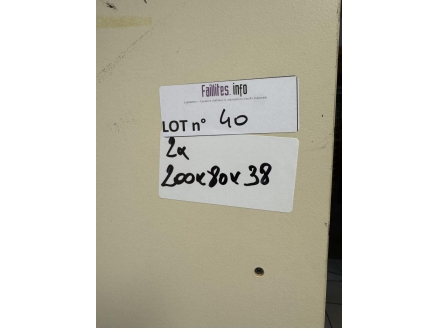 Faillites.info
LOT n° 40
2x
200x80x38